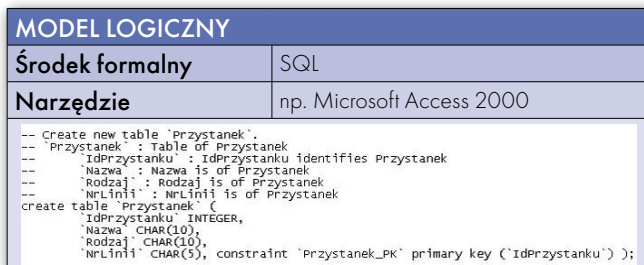 MODEL LOGICZNY
Środek formalny SQL
Narzędzie np. Microsoft Access 2000
-- Create new table `Przystanek`.
-- `Przystanek` : Table of Przystanek
-- `IdPrzystanku` : IdPrzystanku identifies Przystanek
-- `Nazwa` : Nazwa is of Przystanek
-- `Rodzaj` : Rodzaj is of Przystanek
-- `NrLinii` : NrLinii is of Przystanek
create table `Przystanek` (
`IdPrzystanku` INTEGER,
`Nazwa` CHAR(10),
`Rodzaj` CHAR(10),
`NrLinii` CHAR(5), constraint `Przystanek_PK` primary key (`IdPrzystanku`) );